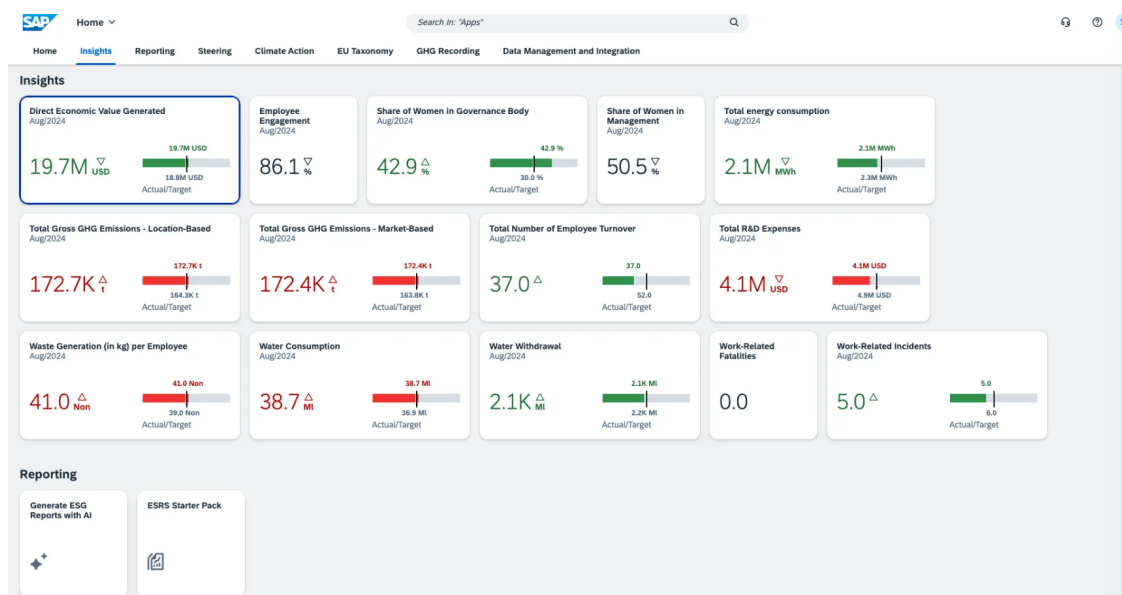 SAP
Home
Search In: "Apps"
Home Insights Reporting Steering Climate Action EU Taxonomy GHG Recording Data Management and Integration
Insights
Direct Economic Value Generated
Aug/2024
19.7M USD
19.7M USD
18.8M USD
Actual/Target
Employee
Engagement
Aug/2024
86.1 %
Share of Women in Governance Body
Aug/2024
42.9 %
42.9 %
30.0 %
Actual/Target
Share of Women in
Management
Aug/2024
50.5 %
Total energy consumption
Aug/2024
2.1M MWh
2.1M MWh
2.3M MWh
Actual/Target
Total Gross GHG Emissions - Location-Based
Aug/2024
172.7K t
172.7K t
164.3K t
Actual/Target
Total Gross GHG Emissions - Market-Based
Aug/2024
172.4K t
172.4K t
163.8K t
Actual/Target
Total Number of Employee Turnover
Aug/2024
37.0
37.0
52.0
Actual/Target
Total R&D Expenses
Aug/2024
4.1M USD
4.1M USD
4.9M USD
Actual/Target
Waste Generation (in kg) per Employee
Aug/2024
41.0 Non
41.0 Non
39.0 Non
Actual/Target
Water Consumption
Aug/2024
38.7 Ml
38.7 Ml
36.9 Ml
Actual/Target
Water Withdrawal
Aug/2024
2.1K Ml
2.1K Ml
2.2K Ml
Actual/Target
Work-Related
Fatalities
0.0
Work-Related Incidents
Aug/2024
5.0
5.0
6.0
Actual/Target
Reporting
Generate ESG
Reports with AI
ESRS Starter Pack